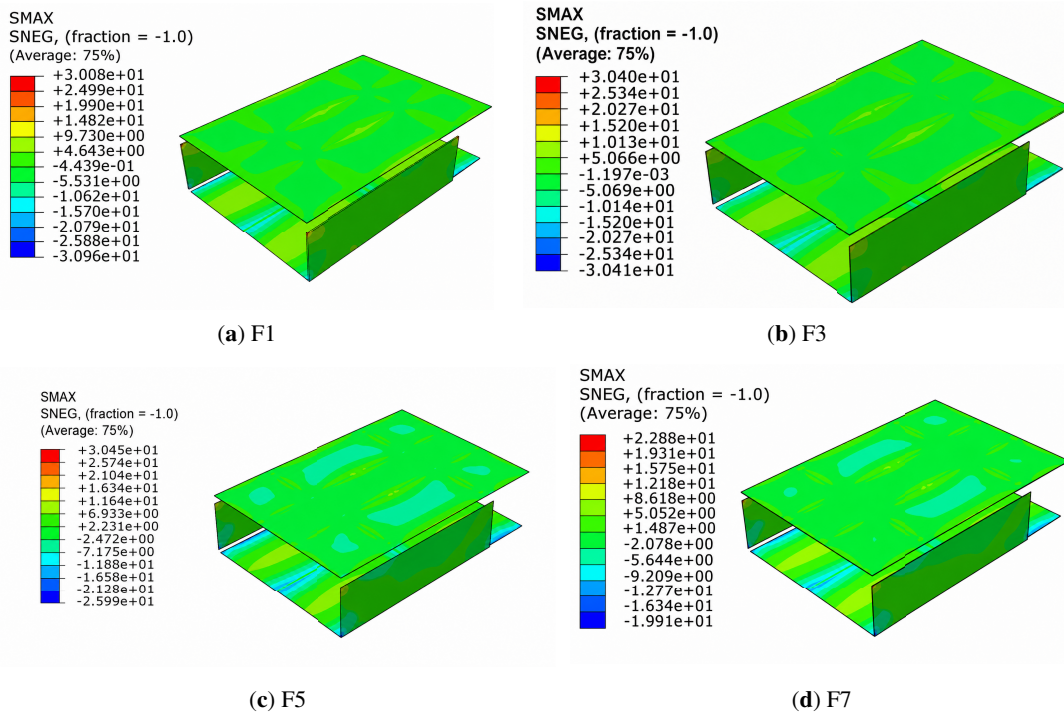 SMAX
SNEG, (fraction = -1.0)
(Average: 75%)
+3.008e+01
+2.499e+01
+1.990e+01
+1.482e+01
+9.730e+00
+4.643e+00
-4.439e-01
-5.531e+00
-1.062e+01
-1.570e+01
-2.079e+01
-2.588e+01
-3.096e+01
(a) F1
SMAX
SNEG, (fraction = -1.0)
(Average: 75%)
+3.040e+01
+2.534e+01
+2.027e+01
+1.520e+01
+1.013e+01
+5.066e+00
-1.197e-03
-5.069e+00
-1.014e+01
-1.520e+01
-2.027e+01
-2.534e+01
-3.041e+01
(b) F3
SMAX
SNEG, (fraction = -1.0)
(Average: 75%)
+3.045e+01
+2.574e+01
+2.104e+01
+1.634e+01
+1.164e+01
+6.933e+00
+2.231e+00
-2.472e+00
-7.175e+00
-1.188e+01
-1.658e+01
-2.128e+01
-2.599e+01
(c) F5
SMAX
SNEG, (fraction = -1.0)
(Average: 75%)
+2.288e+01
+1.931e+01
+1.575e+01
+1.218e+01
+8.618e+00
+5.052e+00
+1.487e+00
-2.078e+00
-5.644e+00
-9.209e+00
-1.277e+01
-1.634e+01
-1.991e+01
(d) F7